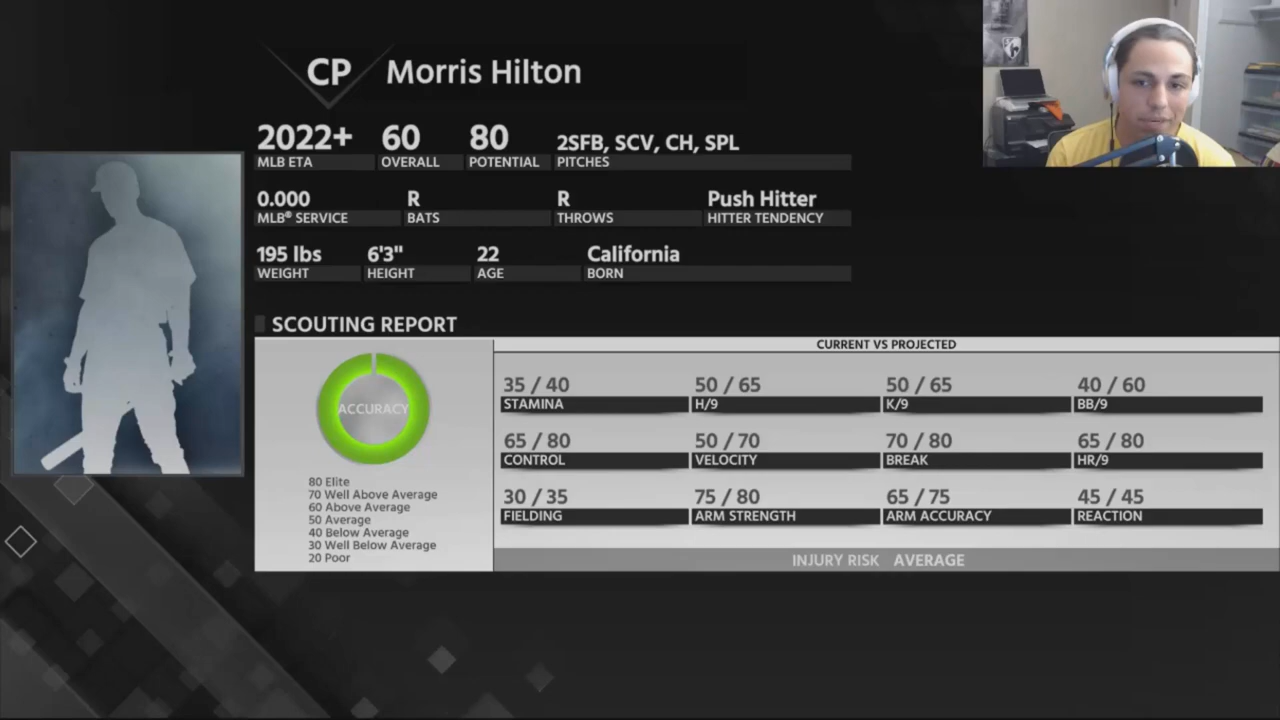 CP Morris Hilton
2022+ 60 80 2SFB, SCV, CH, SPL
MLB ETA OVERALL POTENTIAL PITCHES
0.000 R R Push Hitter
MLB® SERVICE BATS THROWS HITTER TENDENCY
195 lbs 6'3" 22 California
WEIGHT HEIGHT AGE BORN
SCOUTING REPORT
CURRENT VS PROJECTED
ACCURACY
80 Elite
70 Well Above Average
60 Above Average
50 Average
40 Below Average
30 Well Below Average
20 Poor
35 / 40 50 / 65 50 / 65 40 / 60
STAMINA H/9 K/9 BB/9
65 / 80 50 / 70 70 / 80 65 / 80
CONTROL VELOCITY BREAK HR/9
30 / 35 75 / 80 65 / 75 45 / 45
FIELDING ARM STRENGTH ARM ACCURACY REACTION
INJURY RISK AVERAGE